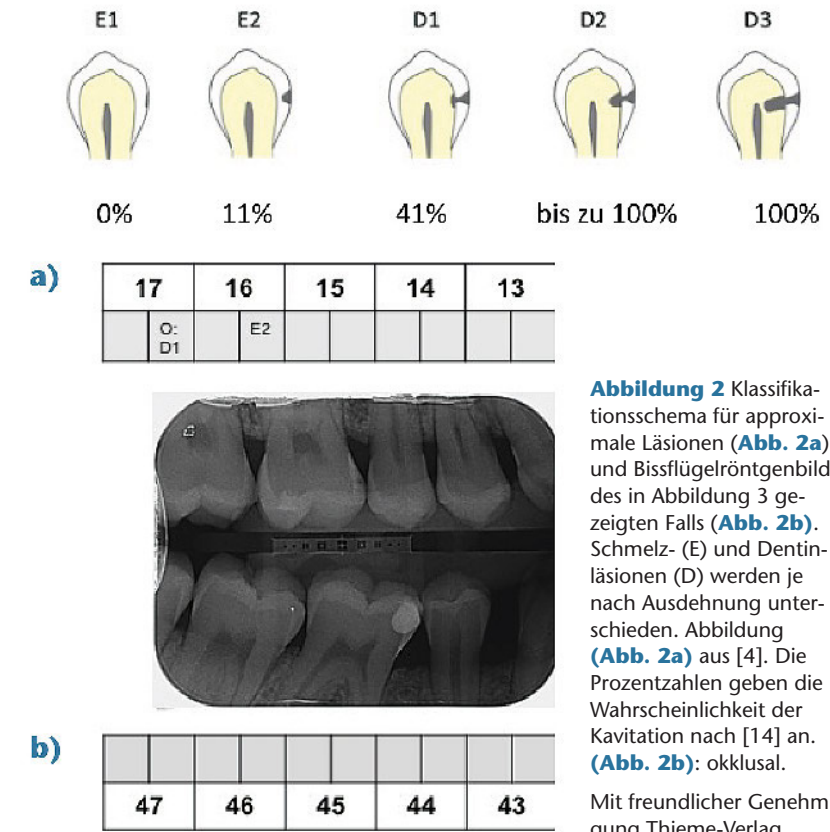 E1 E2 D1 D2 D3
0% 11% 41% bis zu 100% 100%
a)
17 16 15 14 13
O: E2
D1
Abbildung 2 Klassifika-
tionsschema für approxi-
male Läsionen (Abb. 2a)
und Bissflügelröntgenbild
des in Abbildung 3 ge-
zeigten Falls (Abb. 2b).
Schmelz- (E) und Dentin-
läsionen (D) werden je
nach Ausdehnung unter-
schieden. Abbildung
(Abb. 2a) aus [4]. Die
Prozentzahlen geben die
Wahrscheinlichkeit der
Kavitation nach [14] an.
(Abb. 2b): okklusal.
Mit freundlicher Genehm
gung Thieme-Verlag
b)
47 46 45 44 43